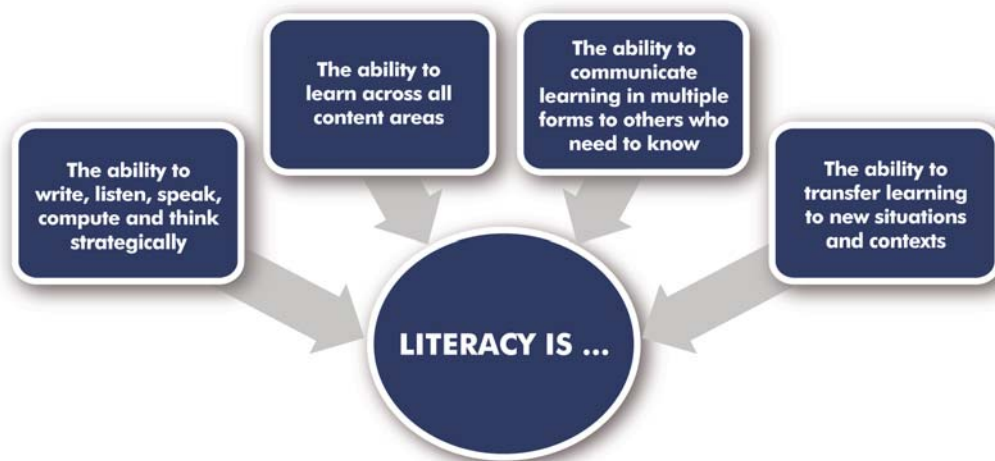 The ability to
write, listen, speak,
compute and think
strategically
The ability to
learn across all
content areas
The ability to
communicate
learning in multiple
forms to others who
need to know
The ability to
transfer learning
to new situations
and contexts
LITERACY IS ...